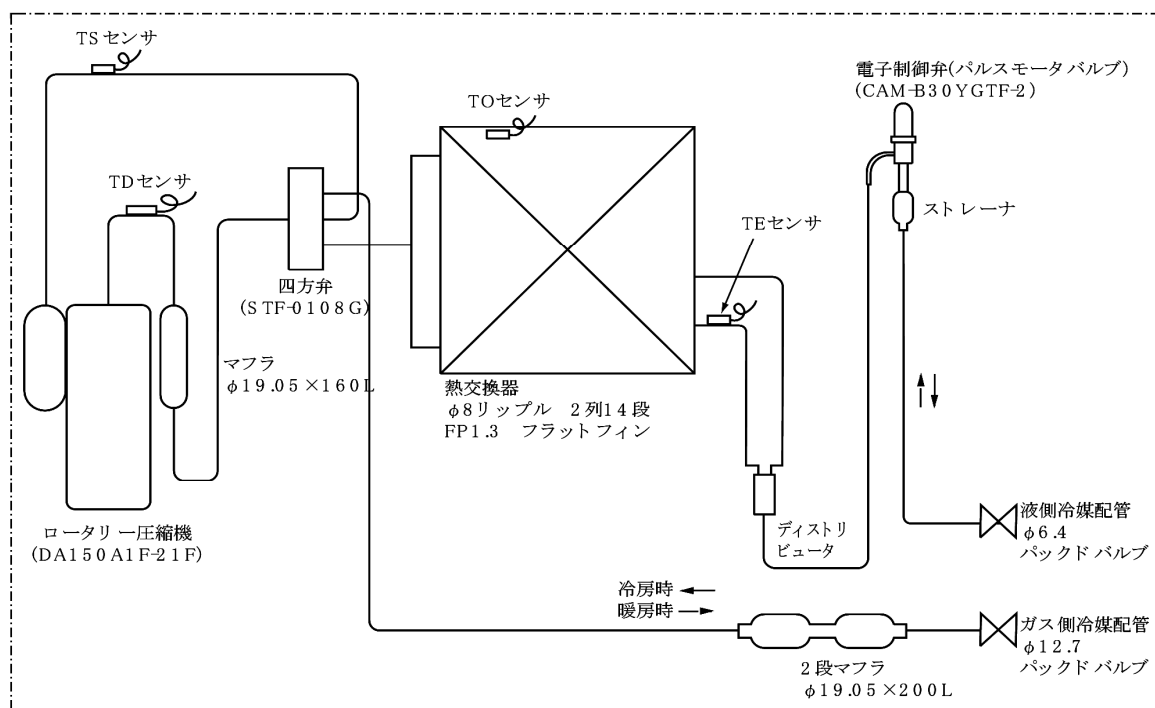 TSセンサ
電子制御弁(パルスモータバルブ)
(CAM-B30YGTF-2)
TOセンサ
TDセンサ
ストレーナ
TEセンサ
四方弁
(STF-0108G)
マフラ
φ19.05×160L
熱交換器
φ8リップル 2列14段
FP1.3 フラットフィン
ロータリー圧縮機
(DA150A1F-21F)
ディストリ
ビュータ
液側冷媒配管
φ6.4
パックドバルブ
冷房時
暖房時
ガス側冷媒配管
φ12.7
パックドバルブ
2段マフラ
φ19.05×200L